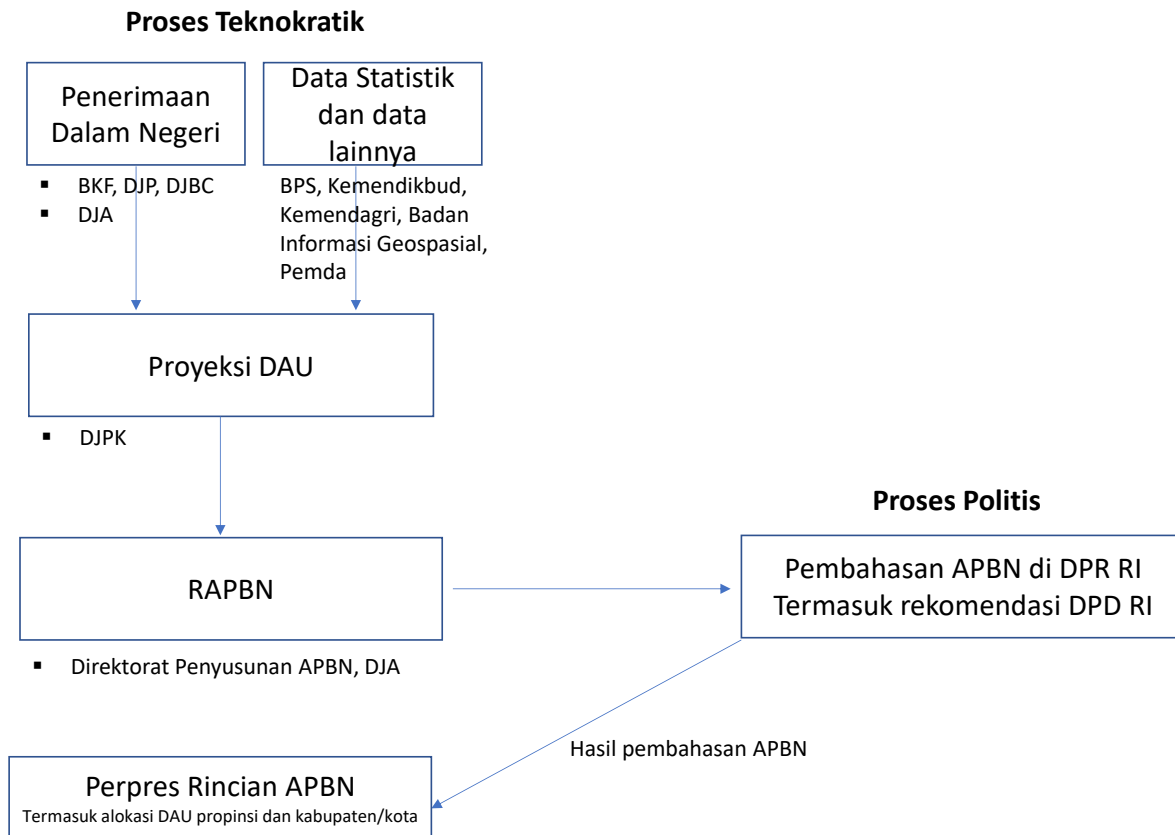 Proses Teknokratik
Penerimaan
Dalam Negeri
Data Statistik
dan data
lainnya
▪ BKF, DJP, DJBC
▪ DJA
BPS, Kemendikbud,
Kemendagri, Badan
Informasi Geospasial,
Pemda
Proyeksi DAU
▪ DJPK
Proses Politis
RAPBN
Pembahasan APBN di DPR RI
Termasuk rekomendasi DPD RI
▪ Direktorat Penyusunan APBN, DJA
Hasil pembahasan APBN
Perpres Rincian APBN
Termasuk alokasi DAU propinsi dan kabupaten/kota